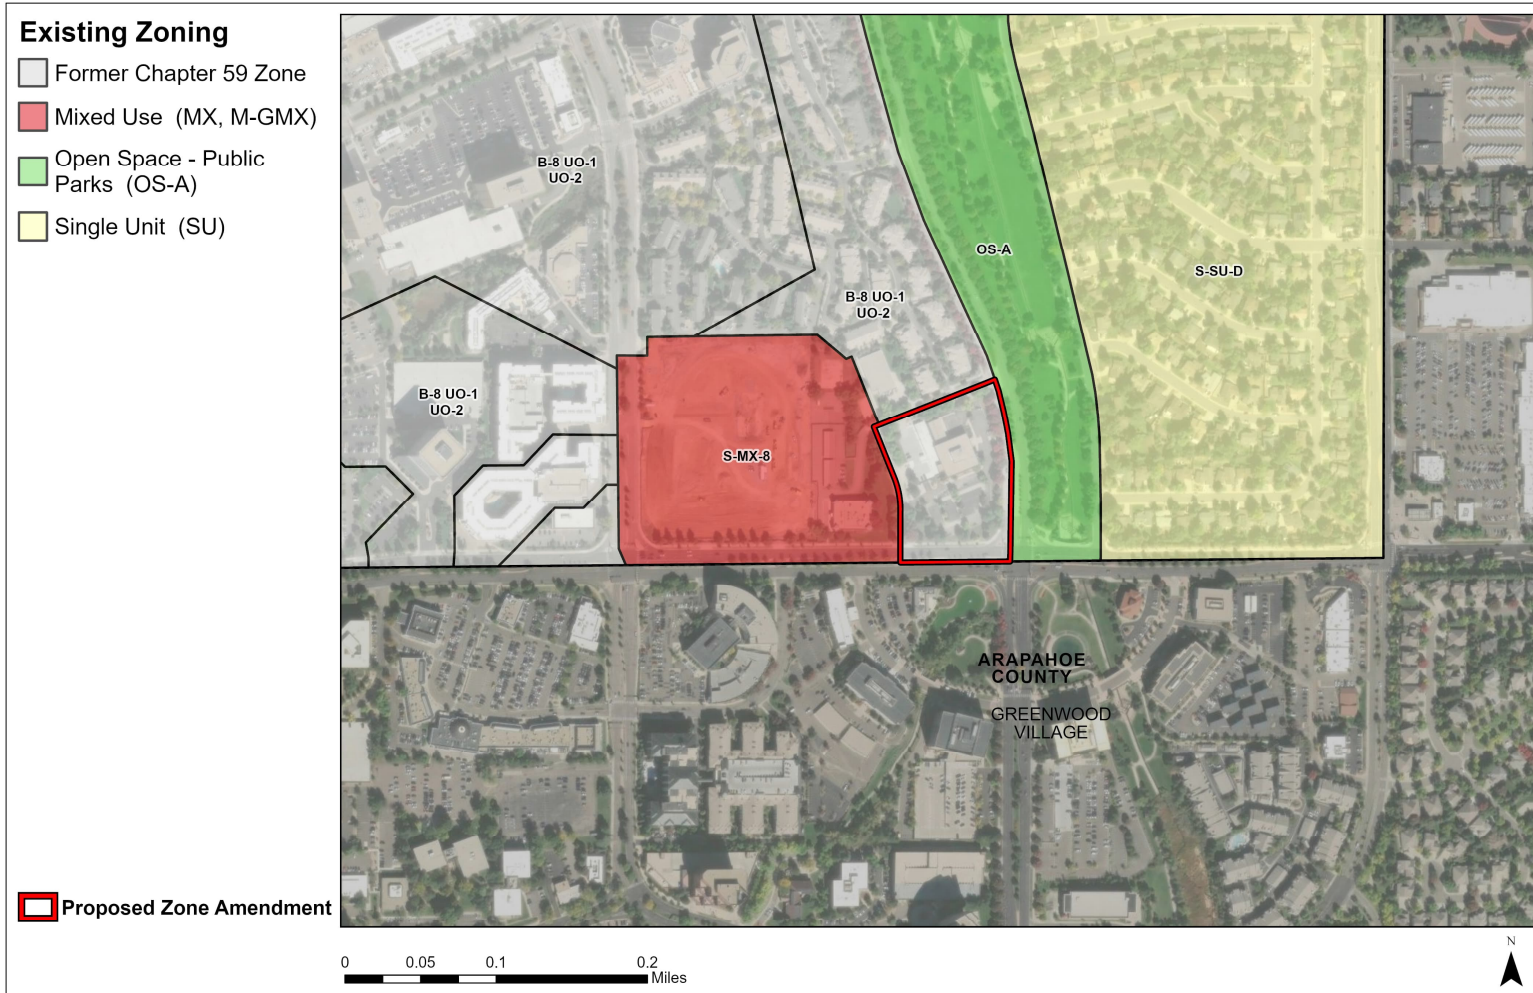 Existing Zoning
Former Chapter 59 Zone
Mixed Use (MX, M-GMX)
Open Space - Public
Parks (OS-A)
Single Unit (SU)
Proposed Zone Amendment
B-8 UO-1
UO-2
OS-A
S-SU-D
B-8 UO-1
UO-2
B-8 UO-1
UO-2
S-MX-8
ARAPAHOE
COUNTY
GREENWOOD
VILLAGE
0 0.05 0.1 0.2
Miles
N